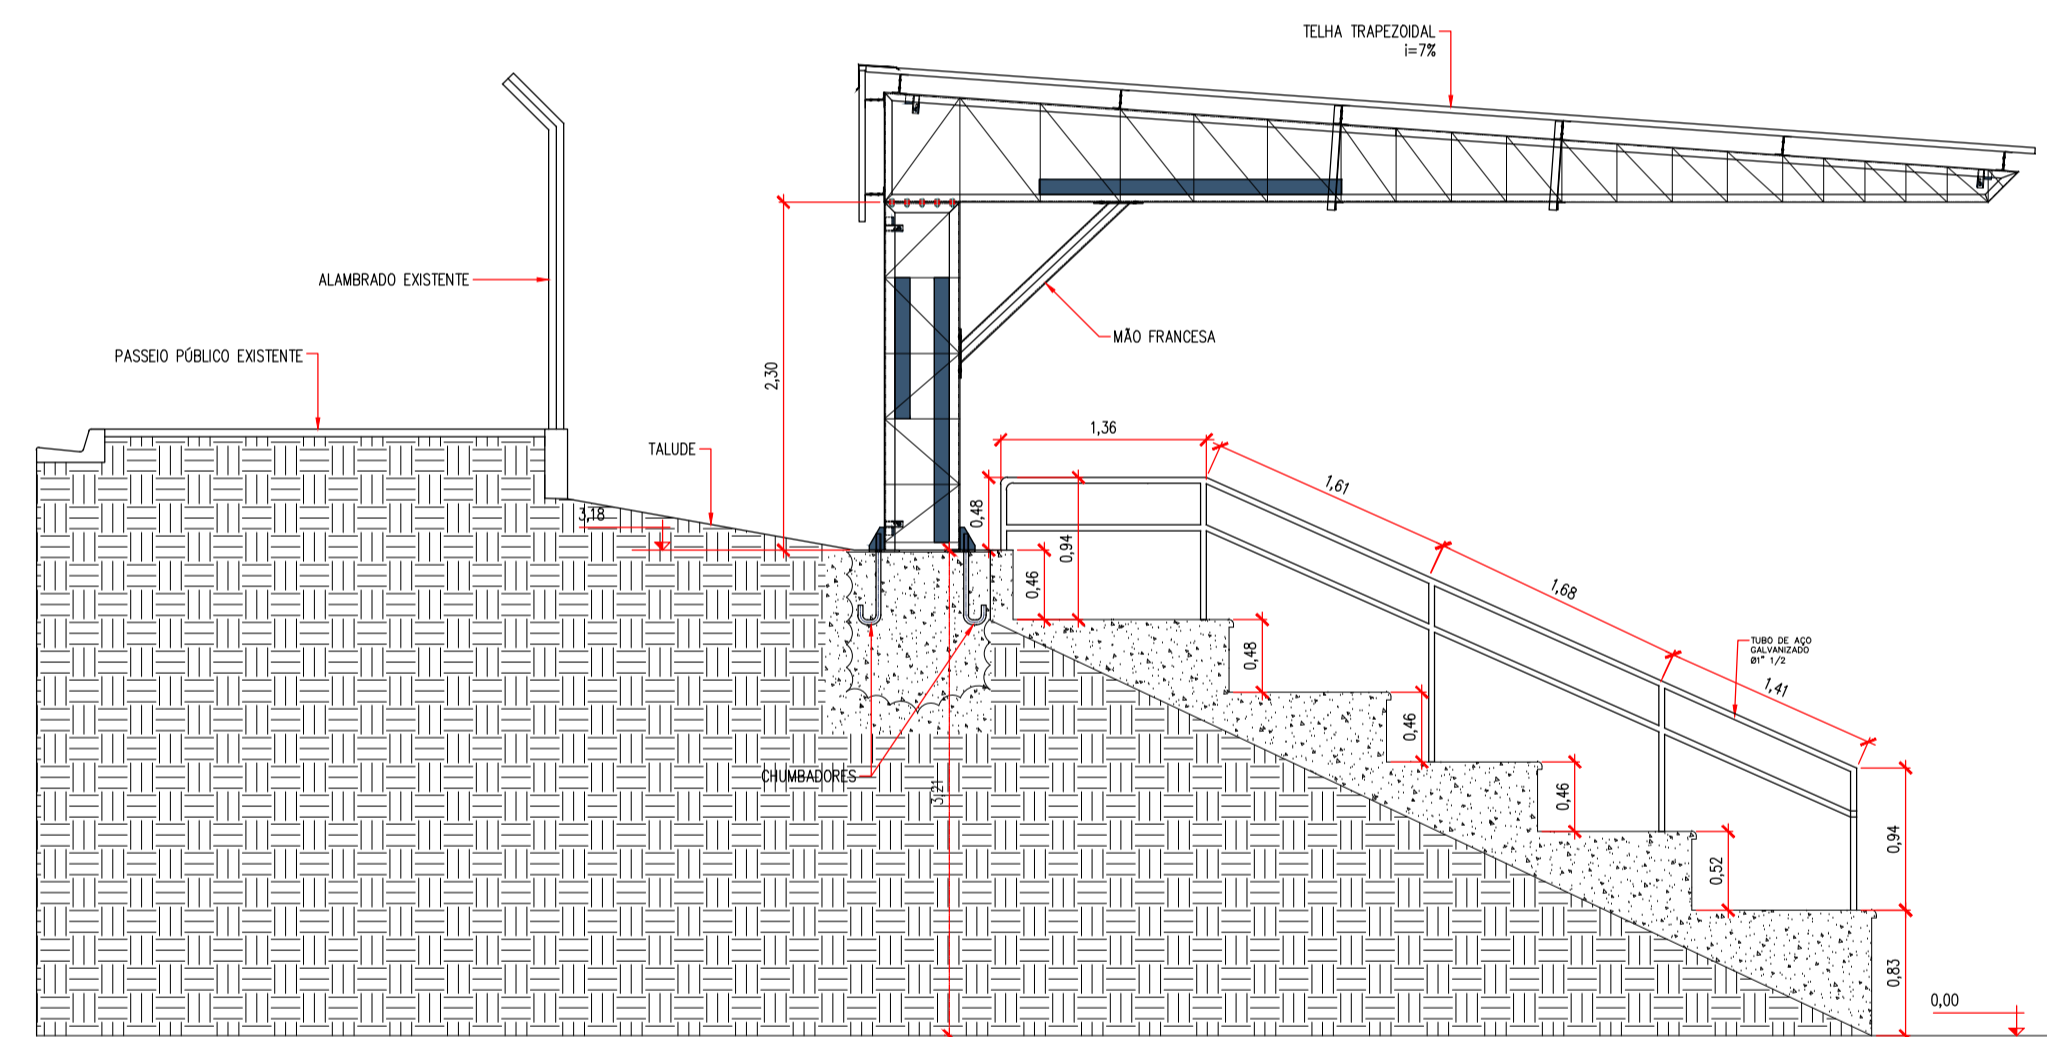 TELHA TRAPEZOIDAL
i=7%
ALAMBRADO EXISTENTE
PASSEIO PÚBLICO EXISTENTE
MÃO FRANCESA
2,30
TALUDE
3,18
1,36
0,48
0,94
0,46
1,61
1,68
1,41
TUBO DE AÇO
GALVANIZADO
Ø1" 1/2
0,48
0,46
0,46
0,52
0,94
0,83
CHUMBADORES
3,21
0,00